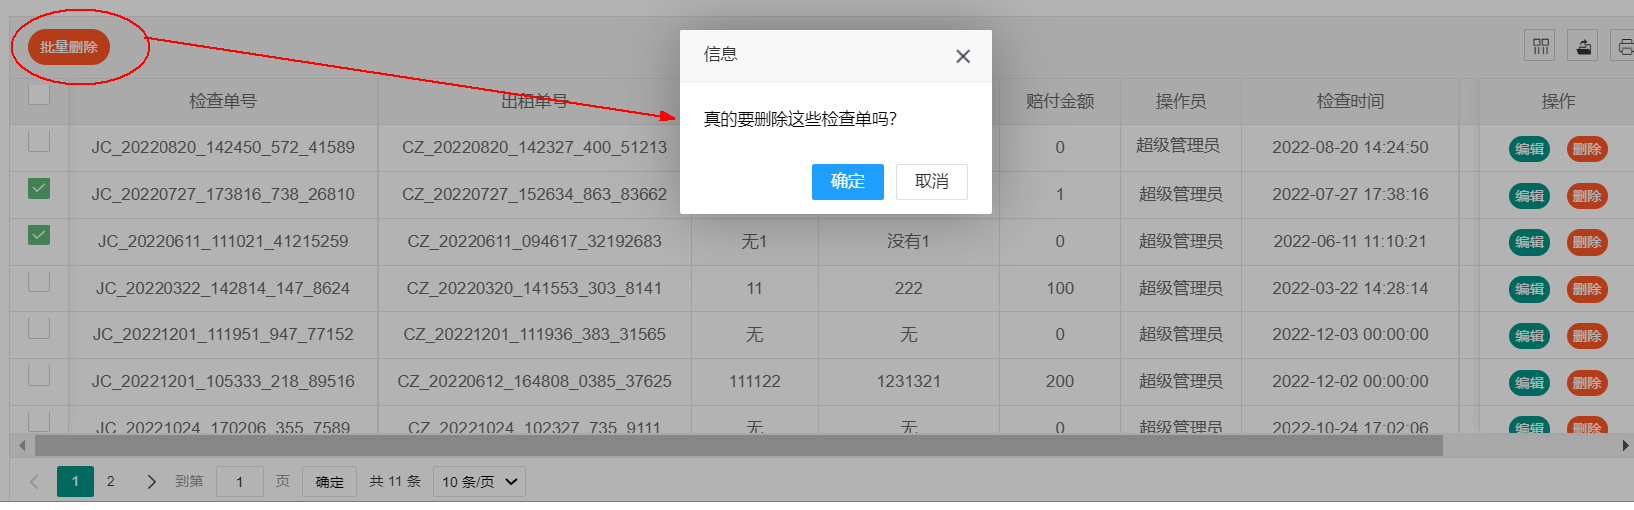 批量删除
信息
真的要删除这些检查单吗?
确定 取消
检查单号 出租单号 赔付金额 操作员 检查时间 操作
JC_20220820_142450_572_41589 CZ_20220820_142327_400_51213 0 超级管理员 2022-08-20 14:24:50 编辑 删除
JC_20220727_173816_738_26810 CZ_20220727_152634_863_83662 1 超级管理员 2022-07-27 17:38:16 编辑 删除
JC_20220611_111021_41215259 CZ_20220611_094617_32192683 无1 没有1 0 超级管理员 2022-06-11 11:10:21 编辑 删除
JC_20220322_142814_147_8624 CZ_20220320_141553_303_8141 11 222 100 超级管理员 2022-03-22 14:28:14 编辑 删除
JC_20221201_111951_947_77152 CZ_20221201_111936_383_31565 无 无 0 超级管理员 2022-12-03 00:00:00 编辑 删除
JC_20221201_105333_218_89516 CZ_20220612_164808_0385_37625 111122 1231321 200 超级管理员 2022-12-02 00:00:00 编辑 删除
JC_20221024_170206_355_7589 CZ_20221024_102327_735_9111 无 无 0 超级管理员 2022-10-24 17:02:06 编辑 删除
1 2 到第 1 页 确定 共 11 条 10 条/页